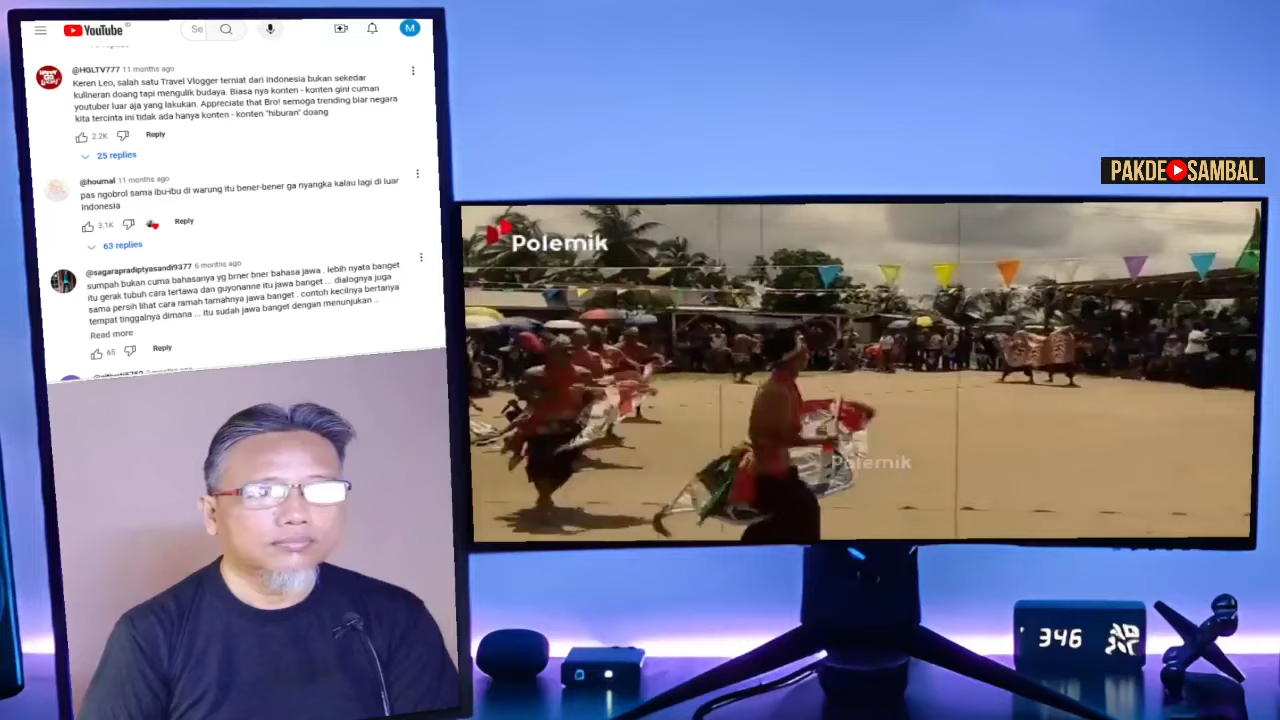 YouTube
ID
Se
M
@HGLTV777 11 months ago
Keren Leo, salah satu Travel Vlogger terniat dari Indonesia bukan sekedar
kulineran doang tapi mengulik budaya. Biasa nya konten - konten gini cuman
youtuber luar aja yang lakukan. Appreciate that Bro! semoga trending biar negara
kita tercinta ini tidak ada hanya konten - konten "hiburan" doang
2.2K Reply
25 replies
@hournal 11 months ago
pas ngobrol sama ibu-ibu di warung itu bener-bener ga nyangka kalau lagi di luar
Indonesia
3.1K Reply
63 replies
@sagarapradiptyasandi9377 6 months ago
sumpah bukan cuma bahasanya yg brner bner bahasa jawa . lebih nyata banget
itu gerak tubuh cara tertawa dan guyonanne itu jawa banget ... dialognya juga
sama persih lihat cara ramah tamahnya jawa banget . contoh kecilnya bertanya
tempat tinggalnya dimana ... itu sudah jawa banget dengan menunjukan ..
Read more
65 Reply
PAKDE SAMBAL
Polemik
Polemik
346